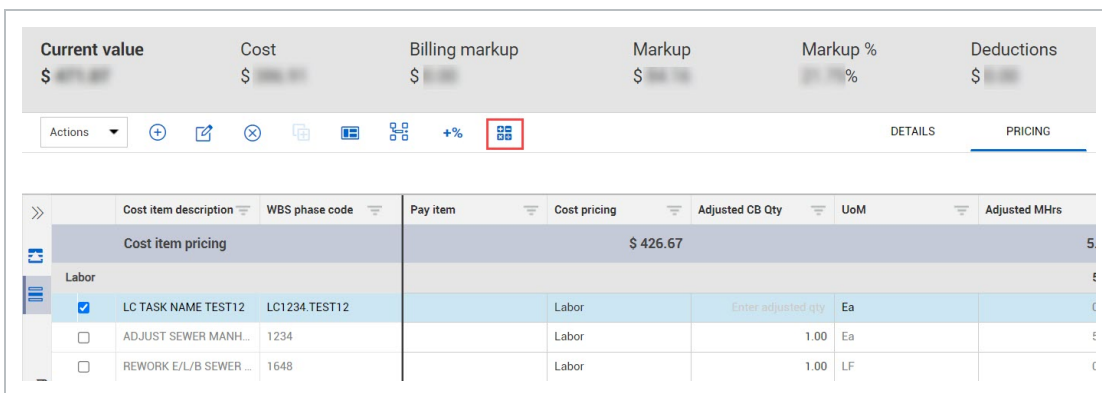 Current value Cost Billing markup Markup Markup % Deductions
$ $ $ $ % $
Actions +% DETAILS PRICING
Cost item description WBS phase code Pay item Cost pricing Adjusted CB Qty UoM Adjusted MHrs
Cost item pricing $ 426.67 5.
Labor
LC TASK NAME TEST12 LC1234.TEST12 Labor Enter adjusted qty Ea
ADJUST SEWER MANH... 1234 Labor 1.00 Ea
REWORK E/L/B SEWER ... 1648 Labor 1.00 LF